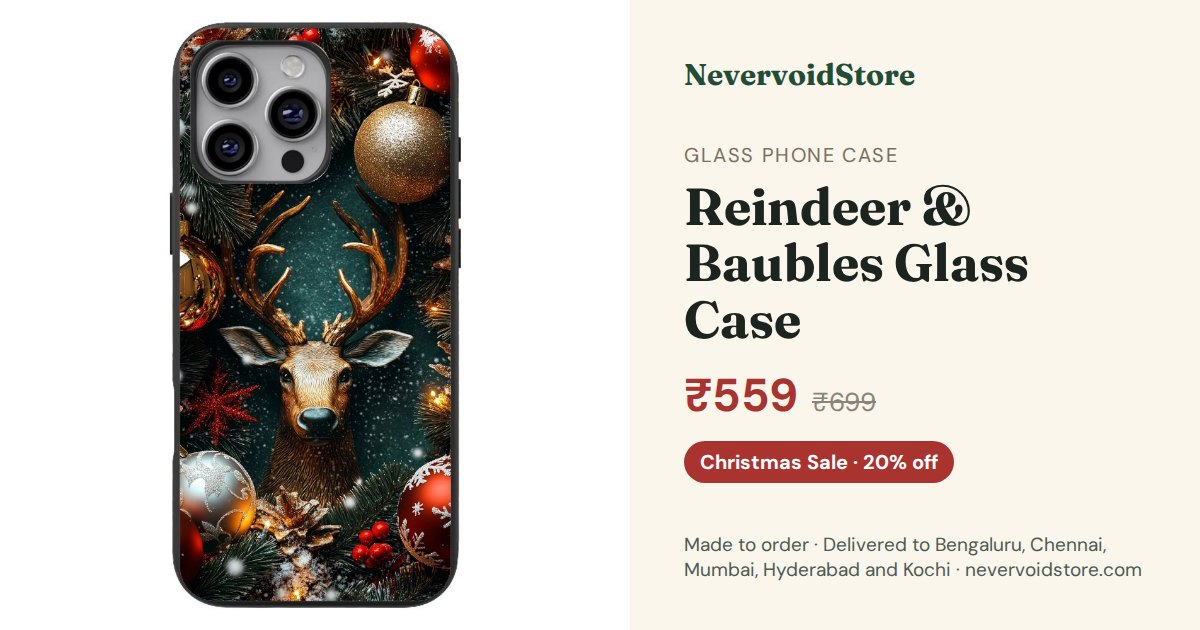 NevervoidStore
GLASS PHONE CASE
Reindeer &
Baubles Glass
Case
₹559 ₹699
Christmas Sale · 20% off
Made to order · Delivered to Bengaluru, Chennai,
Mumbai, Hyderabad and Kochi · nevervoidstore.com